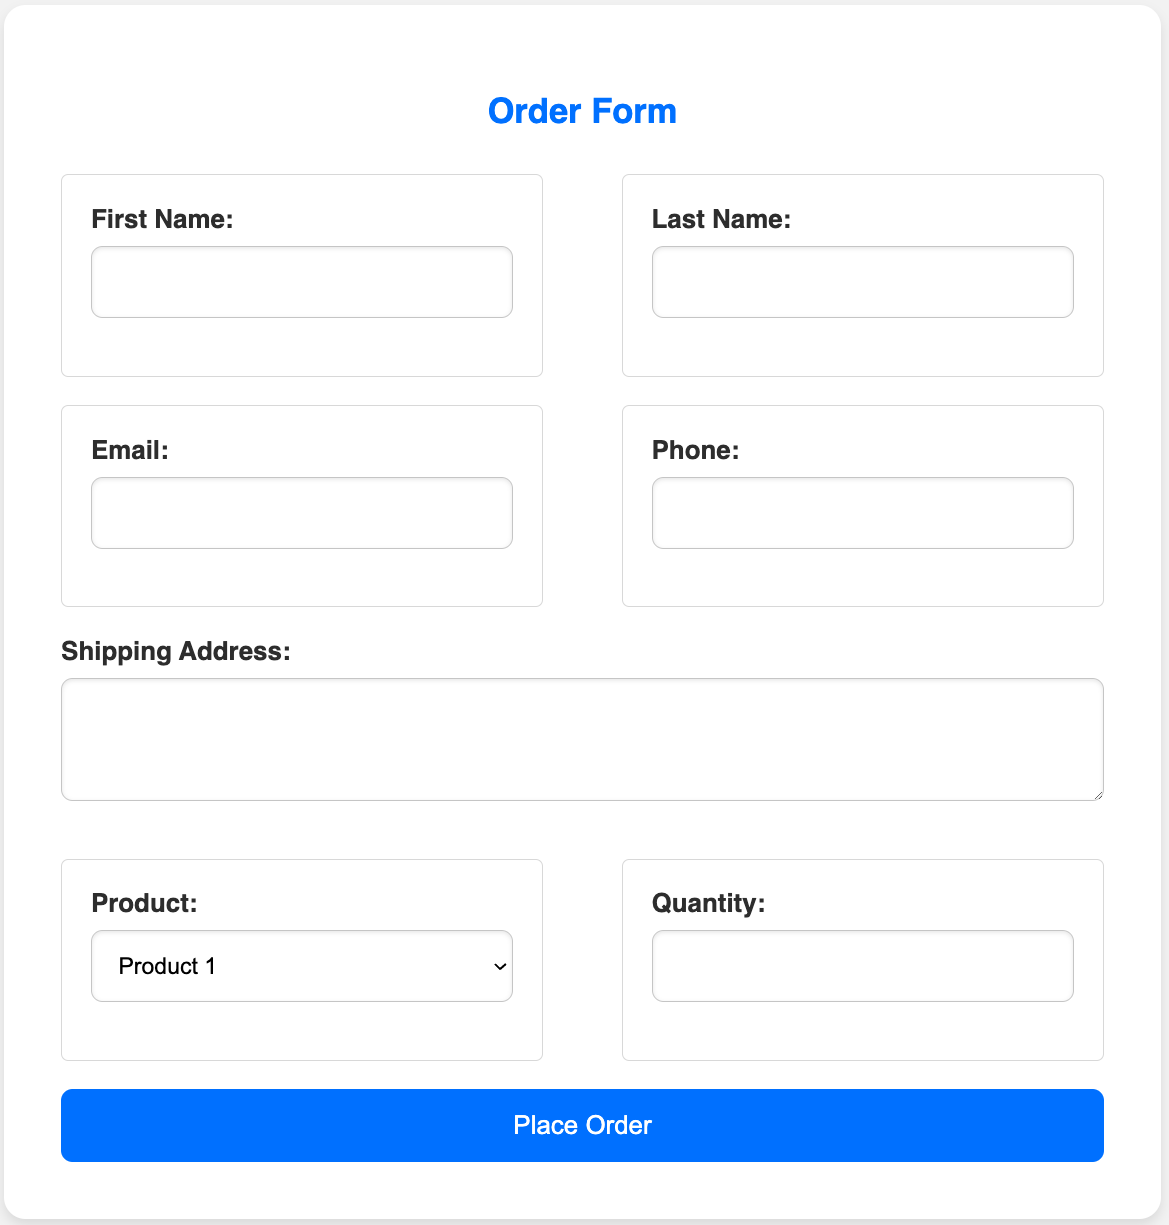 Order Form
First Name:
Last Name:
Email:
Phone:
Shipping Address:
Product:
Product 1
Quantity:
Place Order